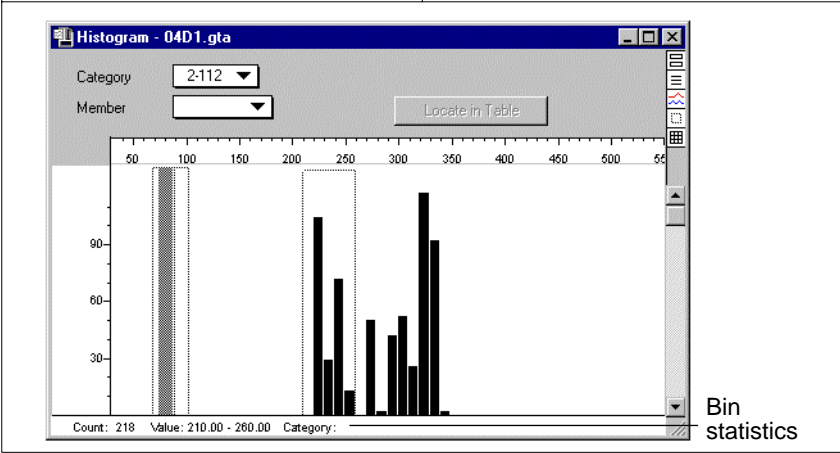 Histogram - 04D1.gta
Category 2-112
Member
Locate in Table
50 100 150 200 250 300 350 400 450 500 55
90
60
30
Count: 218 Value: 210.00 - 260.00 Category:
Bin
statistics